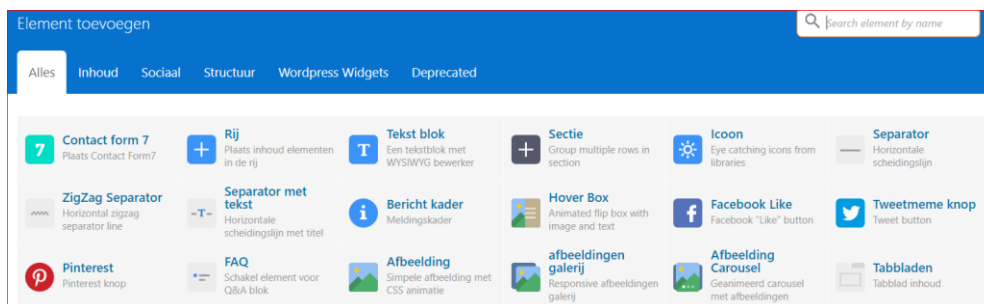 Element toevoegen
Search element by name
Alles Inhoud Sociaal Structuur Wordpress Widgets Deprecated
7
Contact form 7
Plaats Contact Form7
Rij
Plaats inhoud elementen
in de rij
T
Tekst blok
Een tekstblok met
WYSIWYG bewerker
Sectie
Group multiple rows in
section
Icoon
Eye catching icons from
libraries
Separator
Horizontale
scheidingslijn
ZigZag Separator
Horizontal zigzag
separator line
-T-
Separator met
tekst
Horizontale
scheidingslijn met titel
i
Bericht kader
Meldingskader
Hover Box
Animated flip box with
image and text
f
Facebook Like
Facebook "Like" button
Tweetmeme knop
Tweet button
Pinterest
Pinterest knop
FAQ
Schakel element voor
Q&A blok
Afbeelding
Simpele afbeelding met
CSS animatie
afbeeldingen
galerij
Responsive afbeeldingen
galerij
Afbeelding
Carousel
Geanimeerd carousel
met afbeeldingen
Tabbladen
Tabblad inhoud